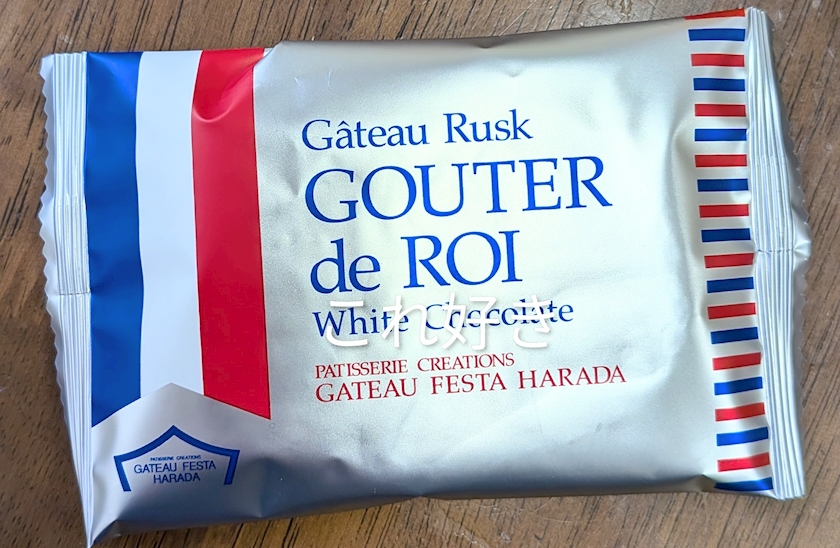 Gâteau Rusk
GOUTER
de ROI
White Chocolate
これ好き
PATISSERIE CREATIONS
GATEAU FESTA HARADA
PATISSERIE CREATIONS
GATEAU FESTA
HARADA